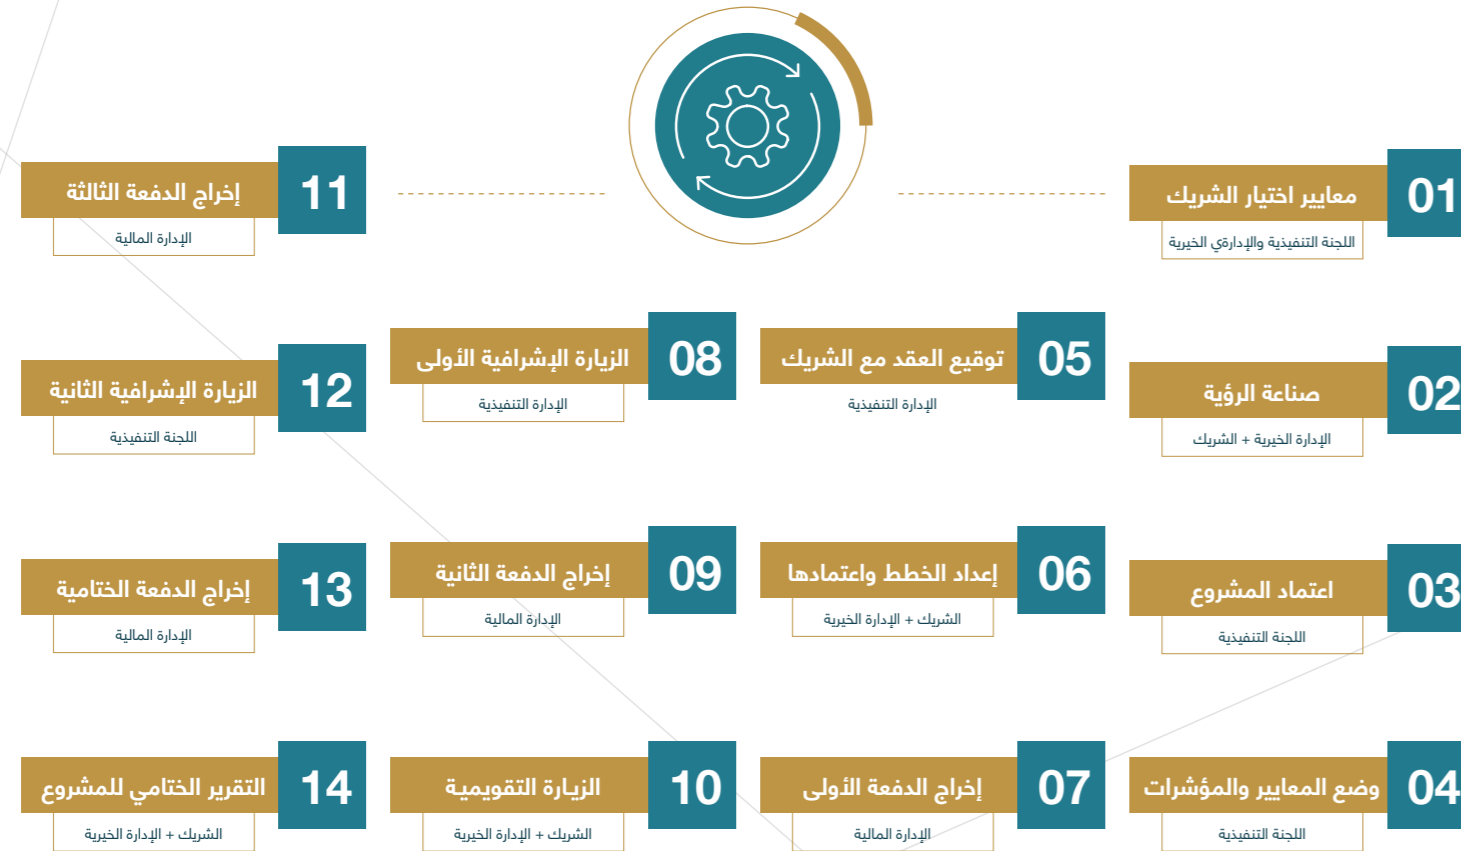 01
معايير اختيار الشريك
اللجنة التنفيذية والإدارةي الخيرية
02
صناعة الرؤية
الإدارة الخيرية + الشريك
03
اعتماد المشروع
اللجنة التنفيذية
04
وضع المعايير والمؤشرات
اللجنة التنفيذية
05
توقيع العقد مع الشريك
الإدارة التنفيذية
06
إعداد الخطط واعتمادها
الشريك + الإدارة الخيرية
07
إخراج الدفعة الأولى
الإدارة المالية
08
الزيارة الإشرافية الأولى
الإدارة التنفيذية
09
إخراج الدفعة الثانية
الإدارة المالية
10
الزيـارة التقويميـة
الشريك + الإدارة الخيرية
11
إخراج الدفعة الثالثة
الإدارة المالية
12
الزيارة الإشرافية الثانية
اللجنة التنفيذية
13
إخراج الدفعة الختامية
الإدارة المالية
14
التقرير الختامي للمشروع
الشريك + الإدارة الخيرية